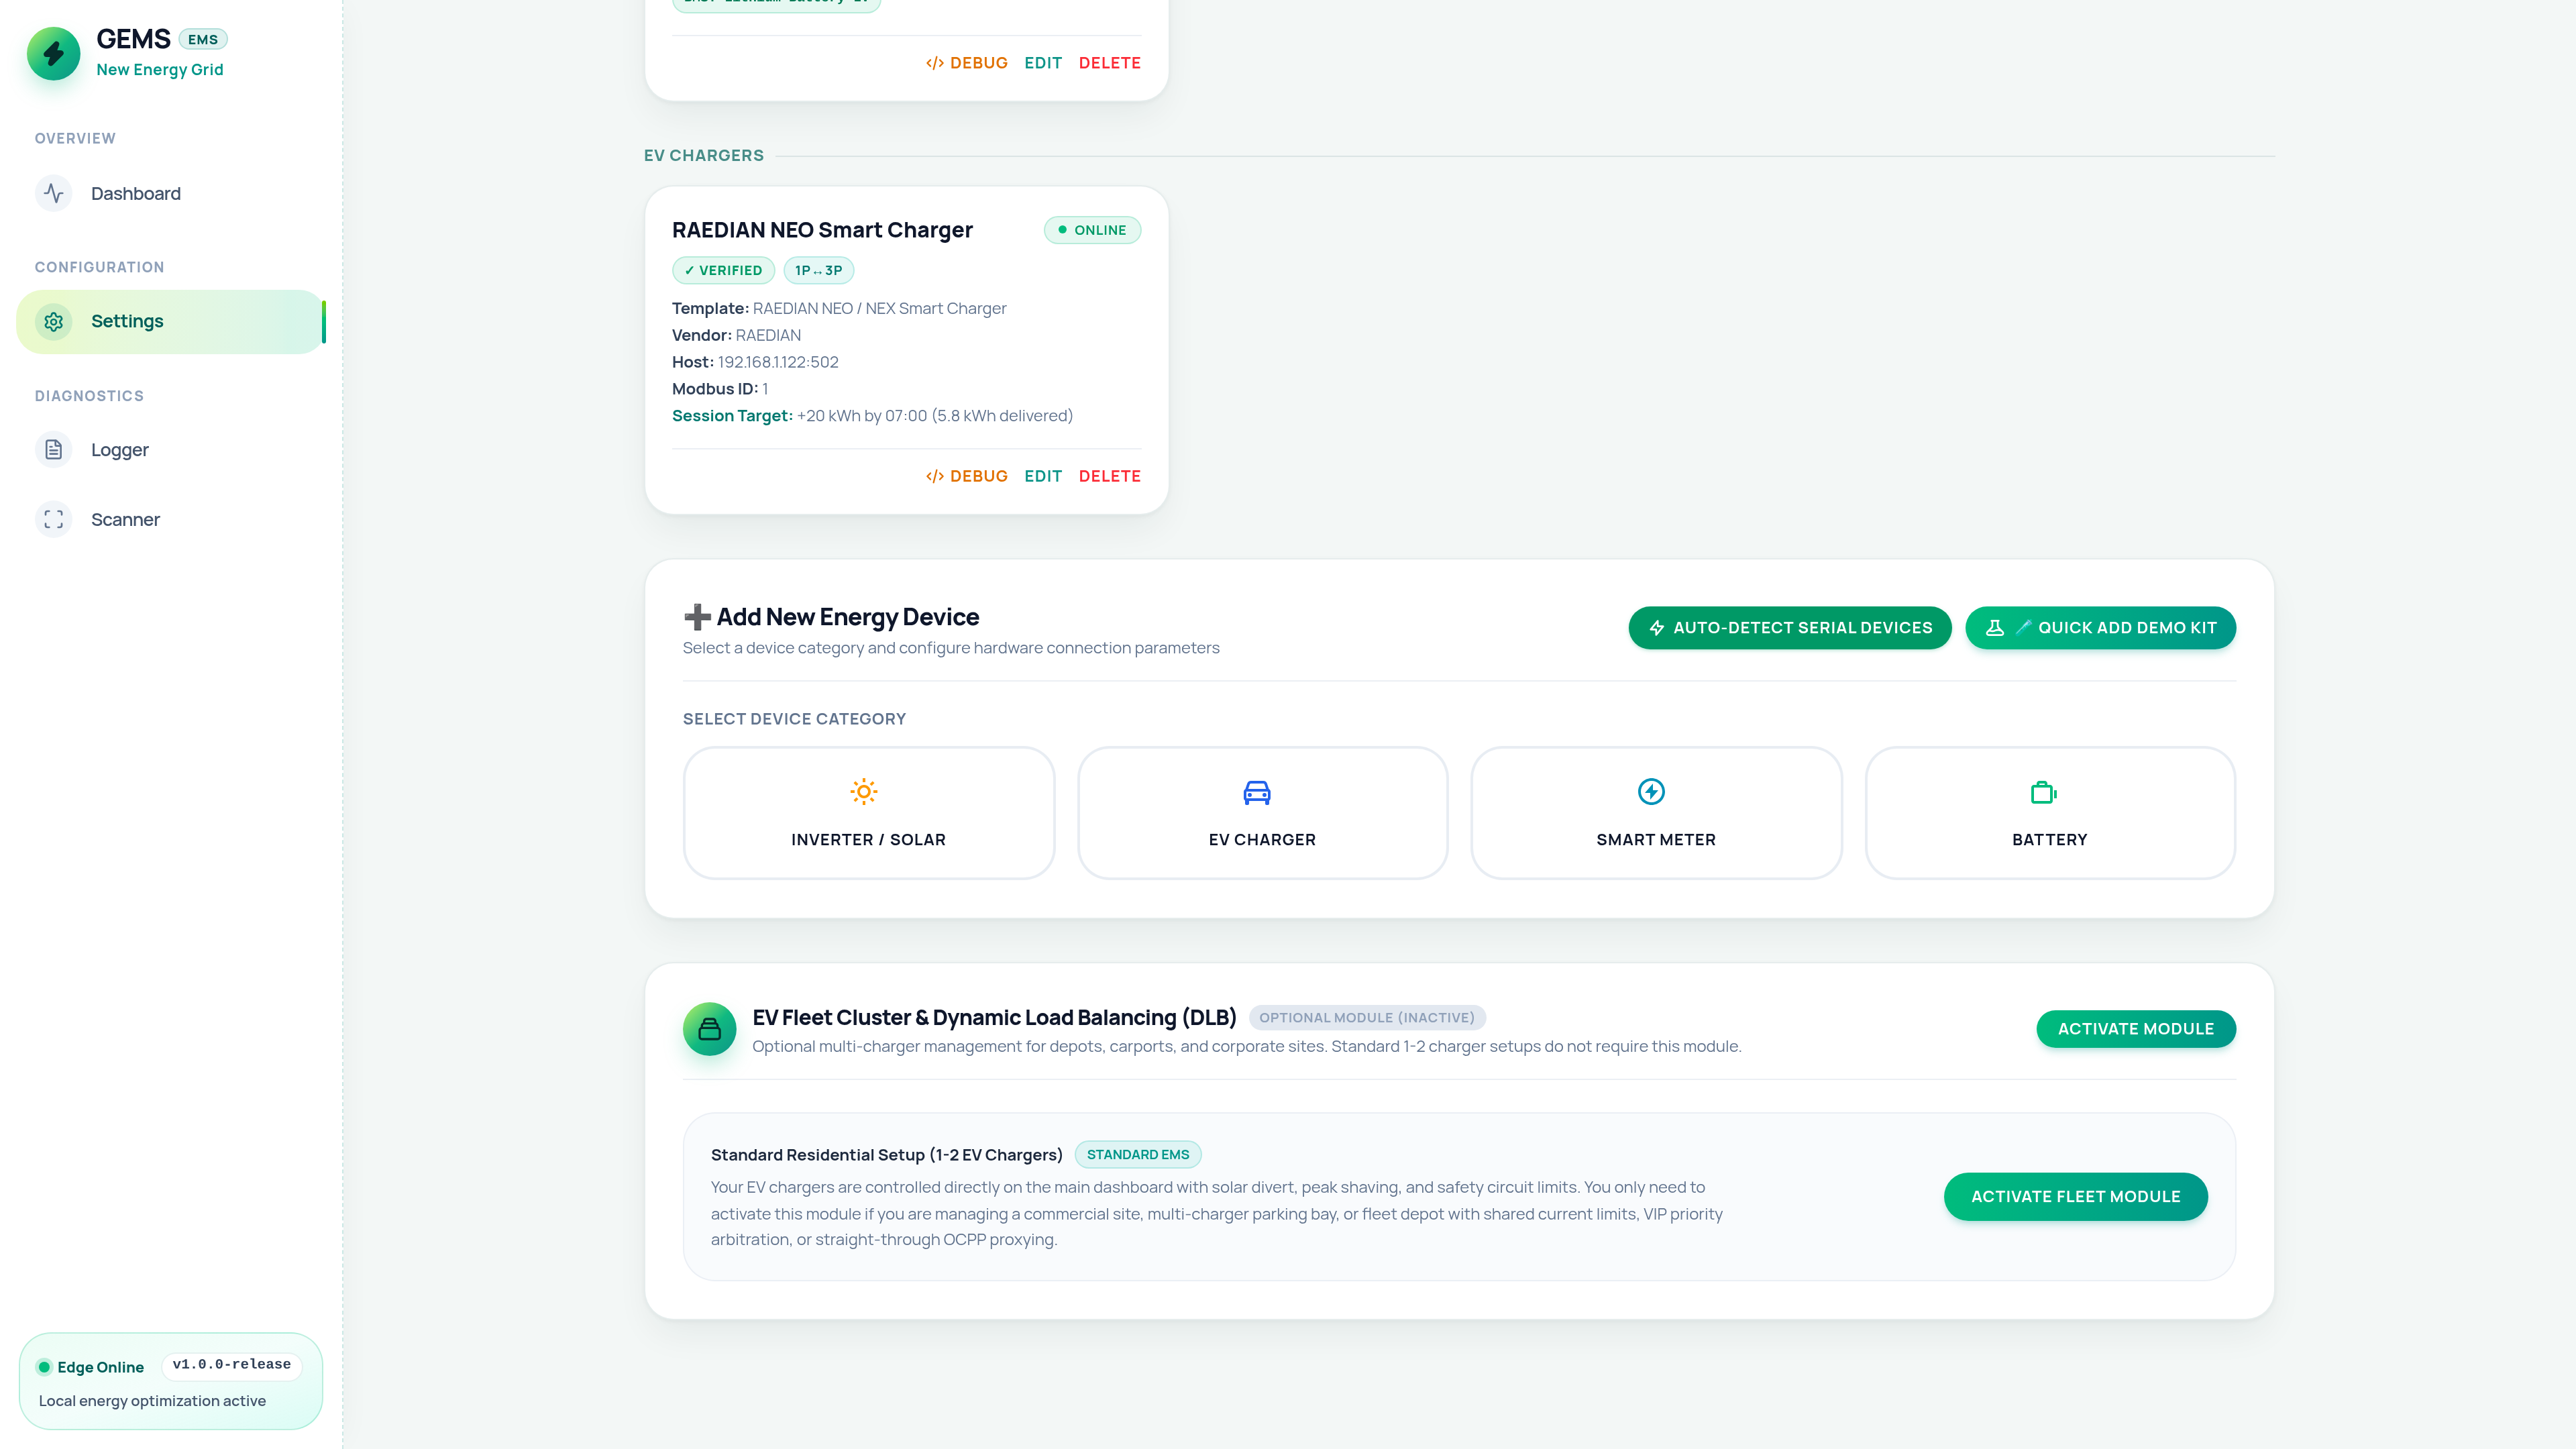 GEMS EMS
New Energy Grid
OVERVIEW
Dashboard
CONFIGURATION
Settings
DIAGNOSTICS
Logger
Scanner
Edge Online v1.0.0-release
Local energy optimization active
</> DEBUG EDIT DELETE
EV CHARGERS
RAEDIAN NEO Smart Charger ONLINE
✓ VERIFIED 1P↔3P
Template: RAEDIAN NEO / NEX Smart Charger
Vendor: RAEDIAN
Host: 192.168.1.122:502
Modbus ID: 1
Session Target: +20 kWh by 07:00 (5.8 kWh delivered)
</> DEBUG EDIT DELETE
➕ Add New Energy Device
Select a device category and configure hardware connection parameters
AUTO-DETECT SERIAL DEVICES 🧪 QUICK ADD DEMO KIT
SELECT DEVICE CATEGORY
INVERTER / SOLAR
EV CHARGER
SMART METER
BATTERY
EV Fleet Cluster & Dynamic Load Balancing (DLB) OPTIONAL MODULE (INACTIVE)
Optional multi-charger management for depots, carports, and corporate sites. Standard 1-2 charger setups do not require this module.
ACTIVATE MODULE
Standard Residential Setup (1-2 EV Chargers) STANDARD EMS
Your EV chargers are controlled directly on the main dashboard with solar divert, peak shaving, and safety circuit limits. You only need to
activate this module if you are managing a commercial site, multi-charger parking bay, or fleet depot with shared current limits, VIP priority
arbitration, or straight-through OCPP proxying.
ACTIVATE FLEET MODULE